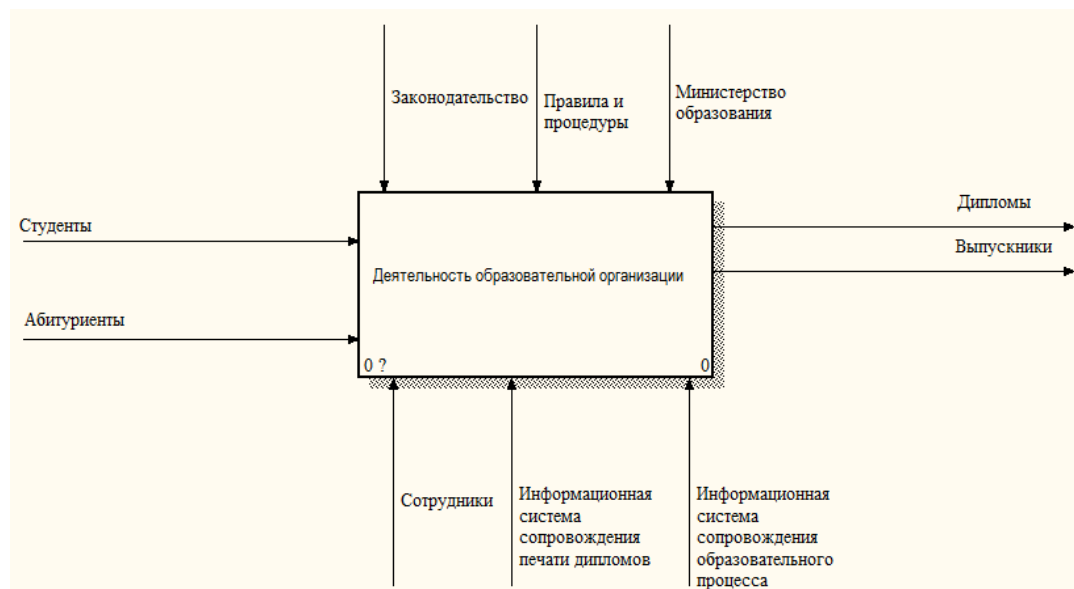 Законодательство
Правила и
процедуры
Министерство
образования
Студенты
Абитуриенты
Деятельность образовательной организации
0 ?
0
Дипломы
Выпускники
Сотрудники
Информационная
система
сопровождения
печати дипломов
Информационная
система
сопровождения
образовательного
процесса